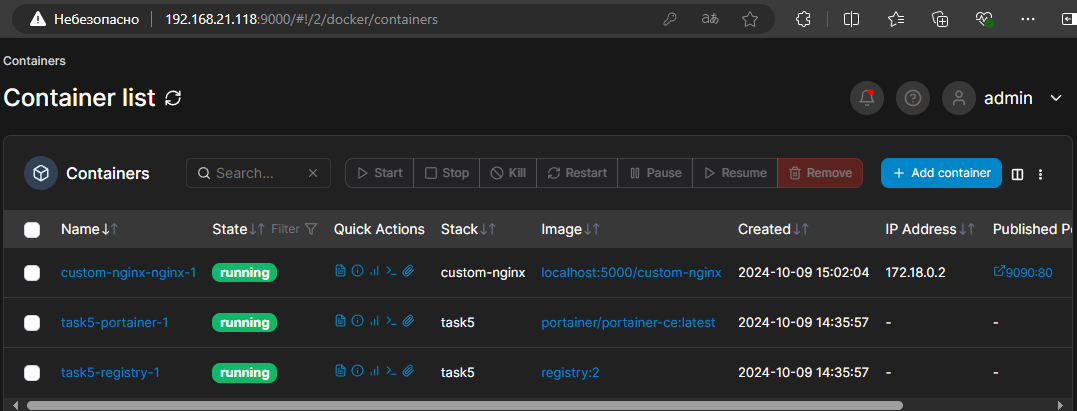 Небезопасно 192.168.21.118:9000/#!/2/docker/containers аあ
Containers
Container list admin
Containers Search... Start Stop Kill Restart Pause Resume Remove Add container
Name State Filter Quick Actions Stack Image Created IP Address Published Po
custom-nginx-nginx-1 running custom-nginx localhost:5000/custom-nginx 2024-10-09 15:02:04 172.18.0.2 9090:80
task5-portainer-1 running task5 portainer/portainer-ce:latest 2024-10-09 14:35:57 - -
task5-registry-1 running task5 registry:2 2024-10-09 14:35:57 - -